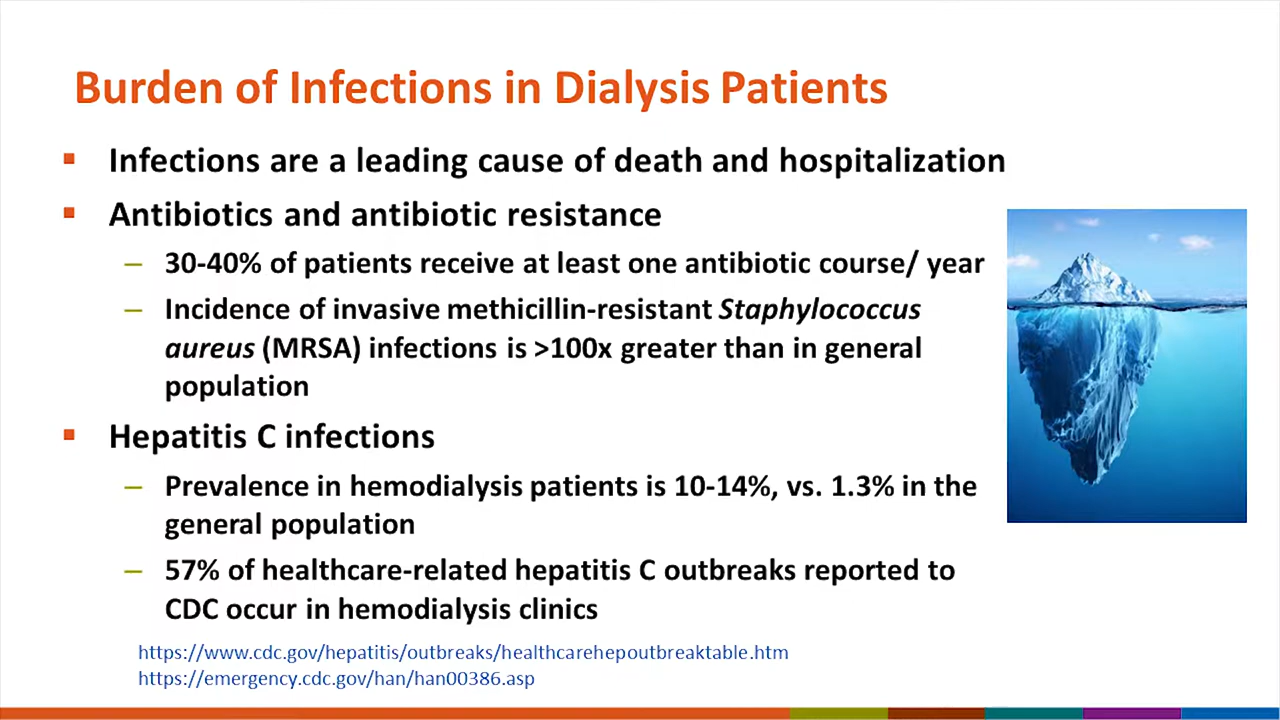 Burden of Infections in Dialysis Patients
▪ Infections are a leading cause of death and hospitalization
▪ Antibiotics and antibiotic resistance
– 30-40% of patients receive at least one antibiotic course/ year
– Incidence of invasive methicillin-resistant Staphylococcus
aureus (MRSA) infections is >100x greater than in general
population
▪ Hepatitis C infections
– Prevalence in hemodialysis patients is 10-14%, vs. 1.3% in the
general population
– 57% of healthcare-related hepatitis C outbreaks reported to
CDC occur in hemodialysis clinics
https://www.cdc.gov/hepatitis/outbreaks/healthcarehepoutbreaktable.htm
https://emergency.cdc.gov/han/han00386.asp